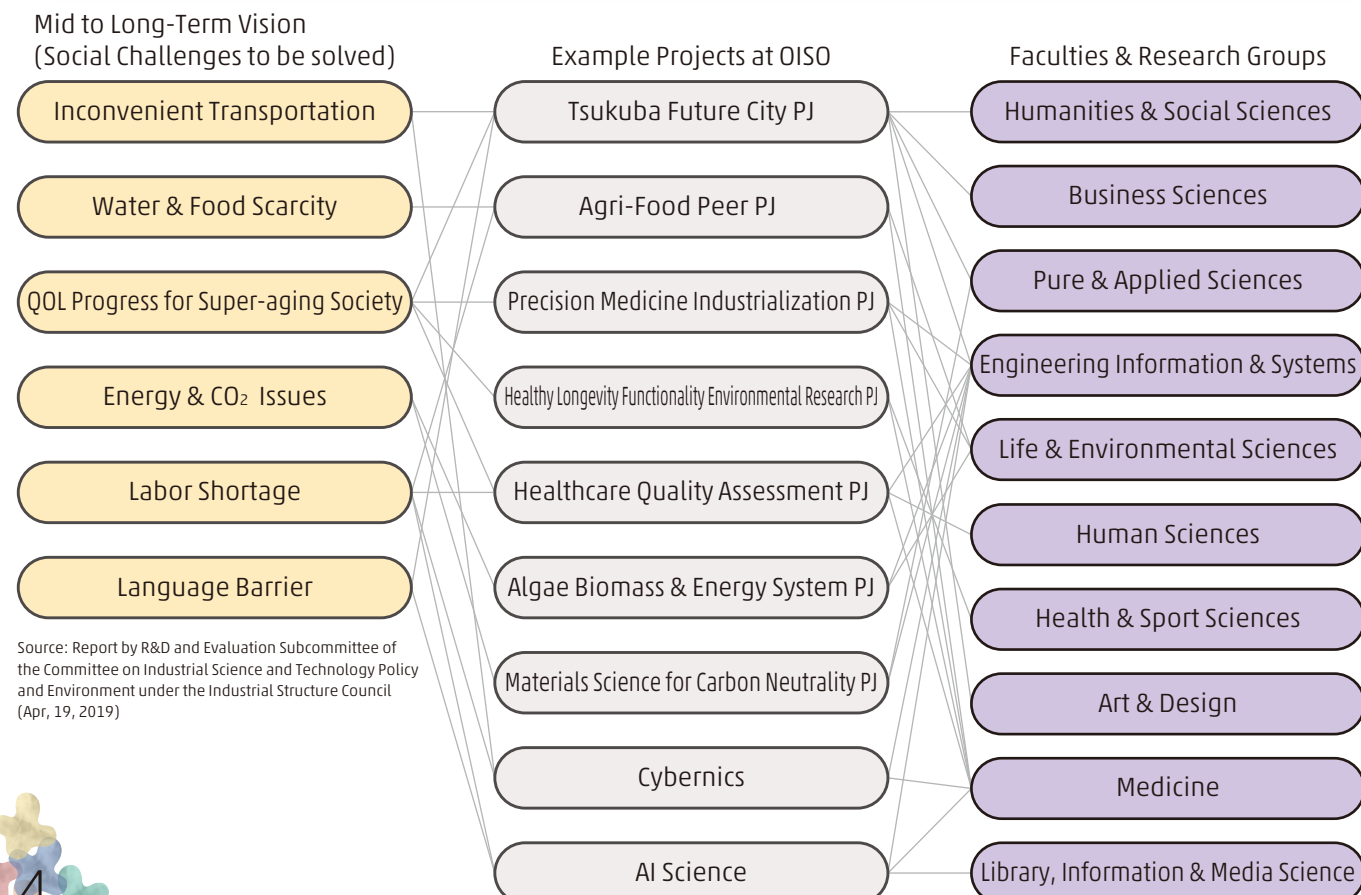 Mid to Long-Term Vision
(Social Challenges to be solved)
Inconvenient Transportation
Water & Food Scarcity
QOL Progress for Super-aging Society
Energy & CO₂ Issues
Labor Shortage
Language Barrier
Source: Report by R&D and Evaluation Subcommittee of
the Committee on Industrial Science and Technology Policy
and Environment under the Industrial Structure Council
(Apr, 19, 2019)
Example Projects at OISO
Tsukuba Future City PJ
Agri-Food Peer PJ
Precision Medicine Industrialization PJ
Healthy Longevity Functionality Environmental Research PJ
Healthcare Quality Assessment PJ
Algae Biomass & Energy System PJ
Materials Science for Carbon Neutrality PJ
Cybernics
AI Science
Faculties & Research Groups
Humanities & Social Sciences
Business Sciences
Pure & Applied Sciences
Engineering Information & Systems
Life & Environmental Sciences
Human Sciences
Health & Sport Sciences
Art & Design
Medicine
Library, Information & Media Science
4